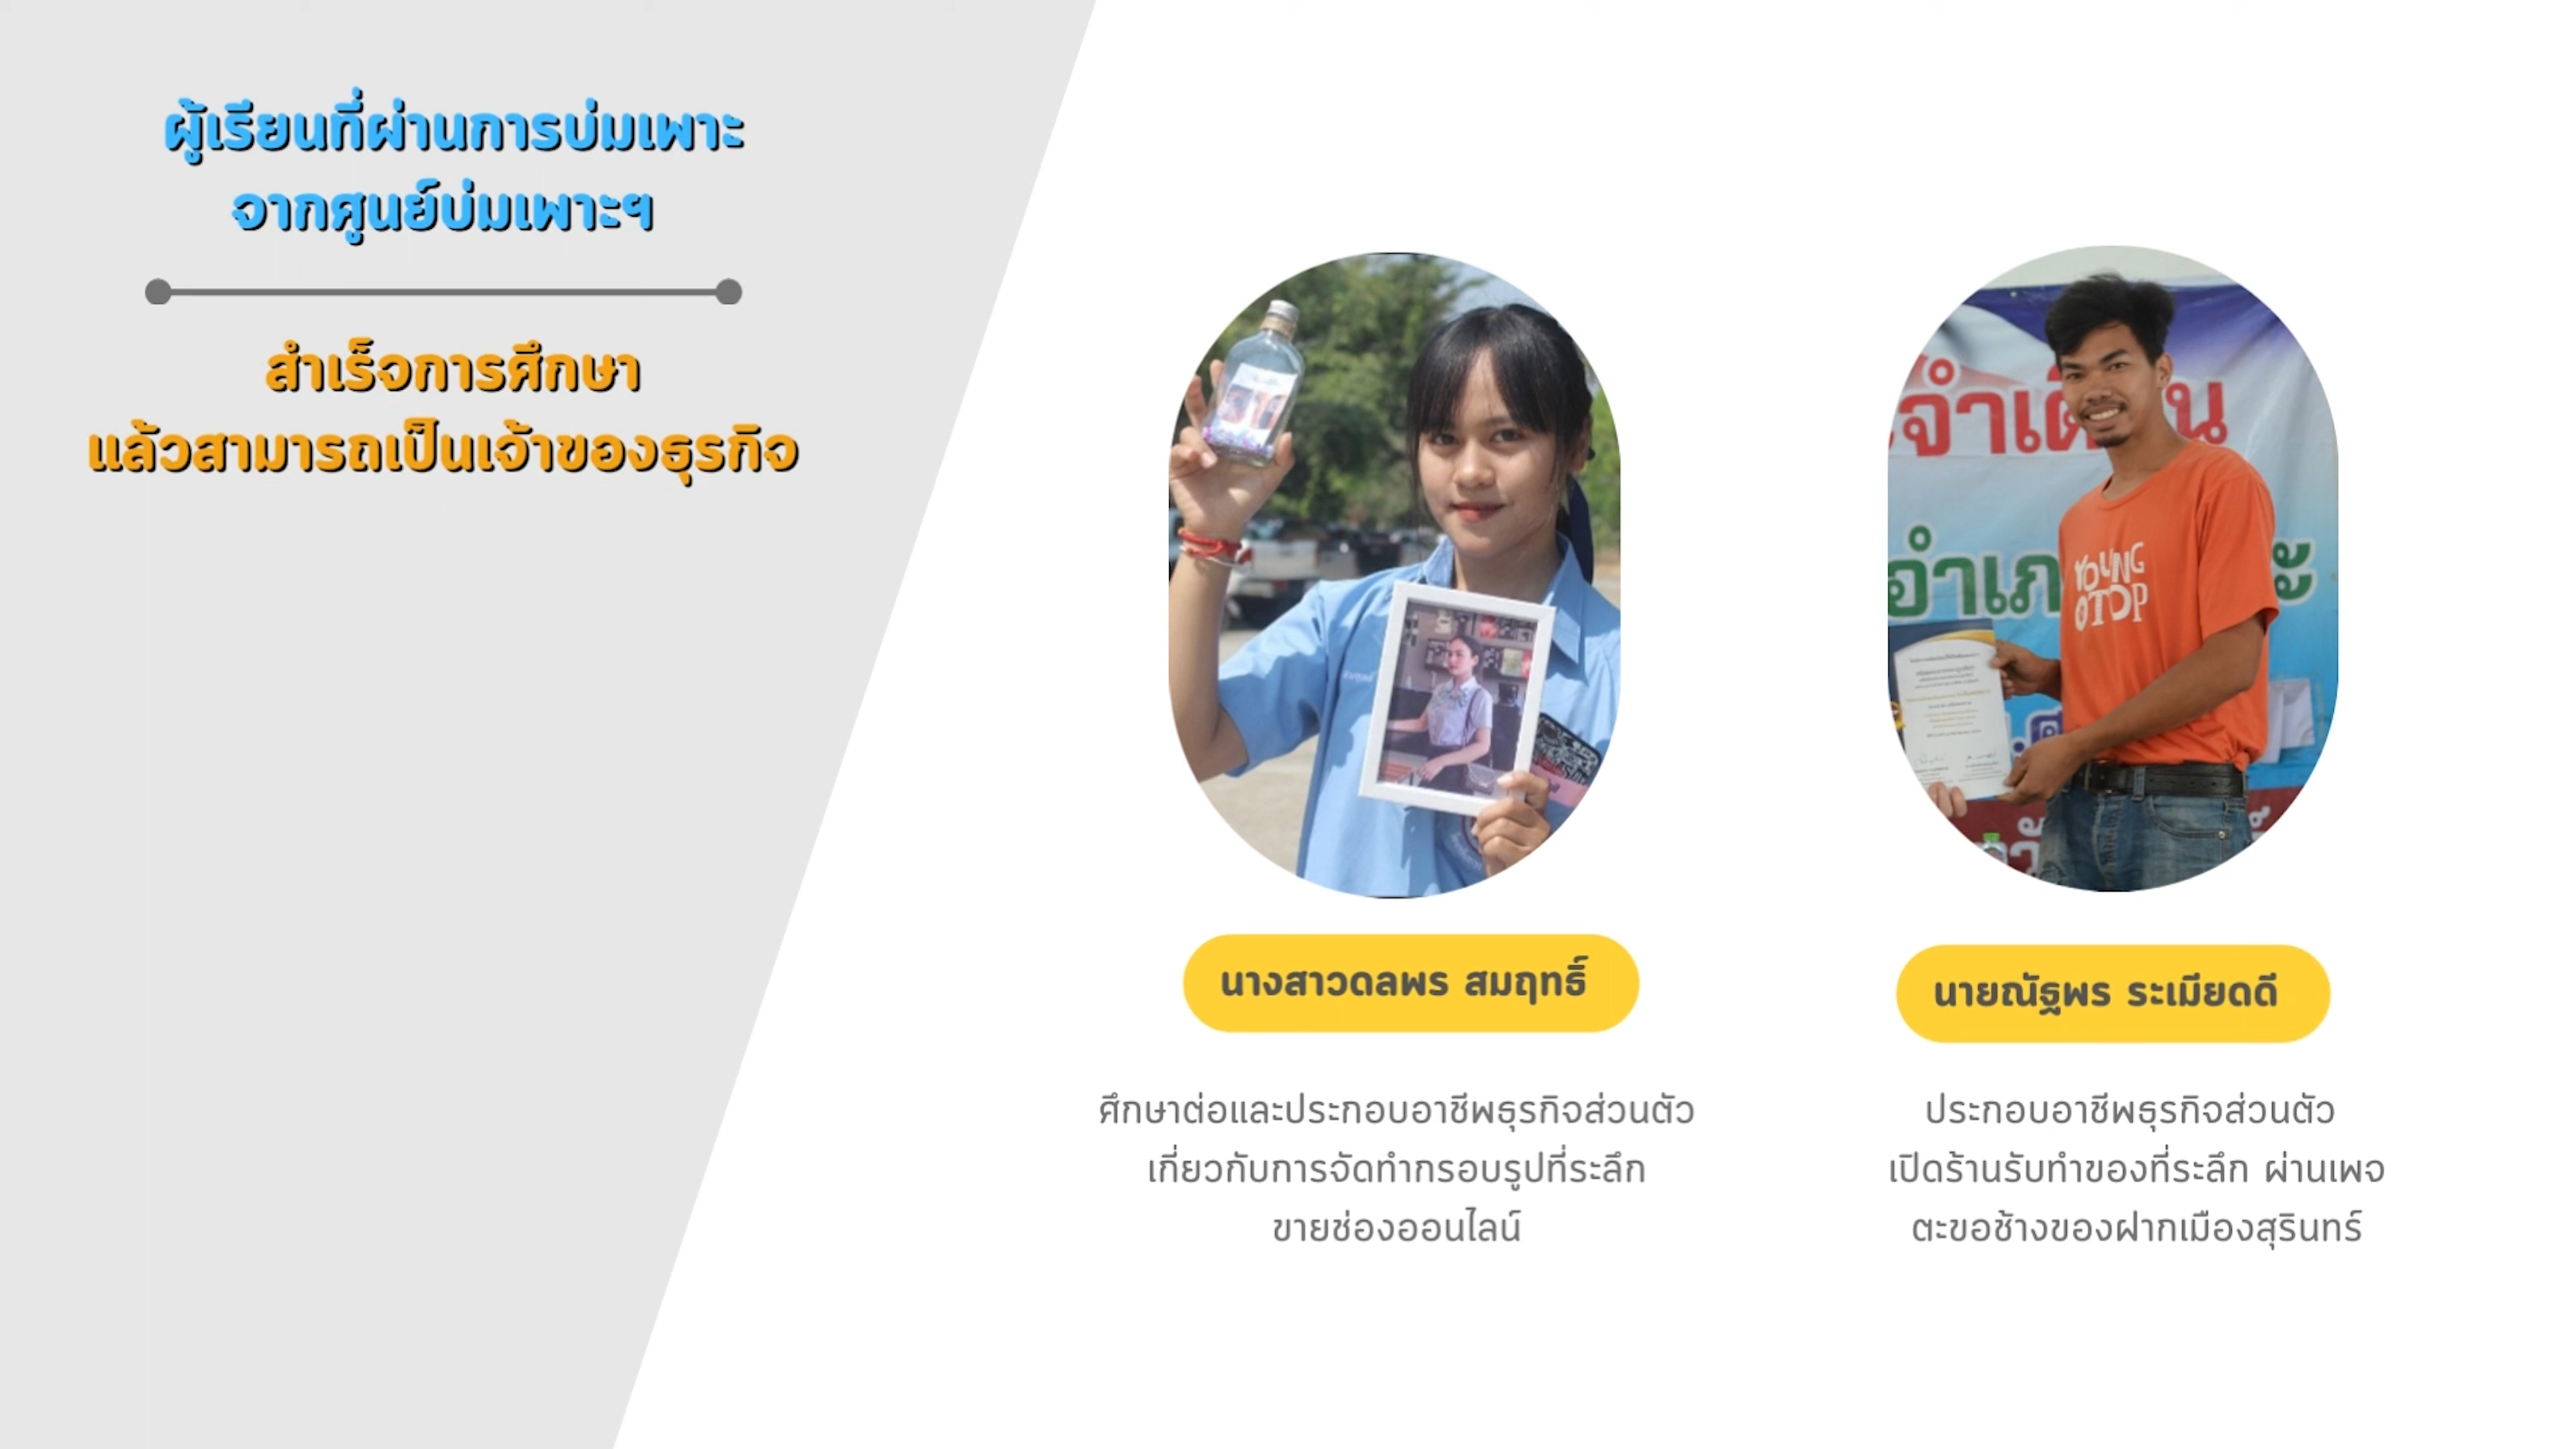 ผู้เรียนที่ผ่านการบ่มเพาะ
จากศูนย์บ่มเพาะฯ
สำเร็จการศึกษา
แล้วสามารถเป็นเจ้าของธุรกิจ
YOUNG
OTOP
นางสาวดลพร สมฤทธิ์
ศึกษาต่อและประกอบอาชีพธุรกิจส่วนตัว
เกี่ยวกับการจัดทำกรอบรูปที่ระลึก
ขายช่องออนไลน์
นายณัฐพร ระเมียดดี
ประกอบอาชีพธุรกิจส่วนตัว
เปิดร้านรับทำของที่ระลึก ผ่านเพจ
ตะขอช้างของฝากเมืองสุรินทร์